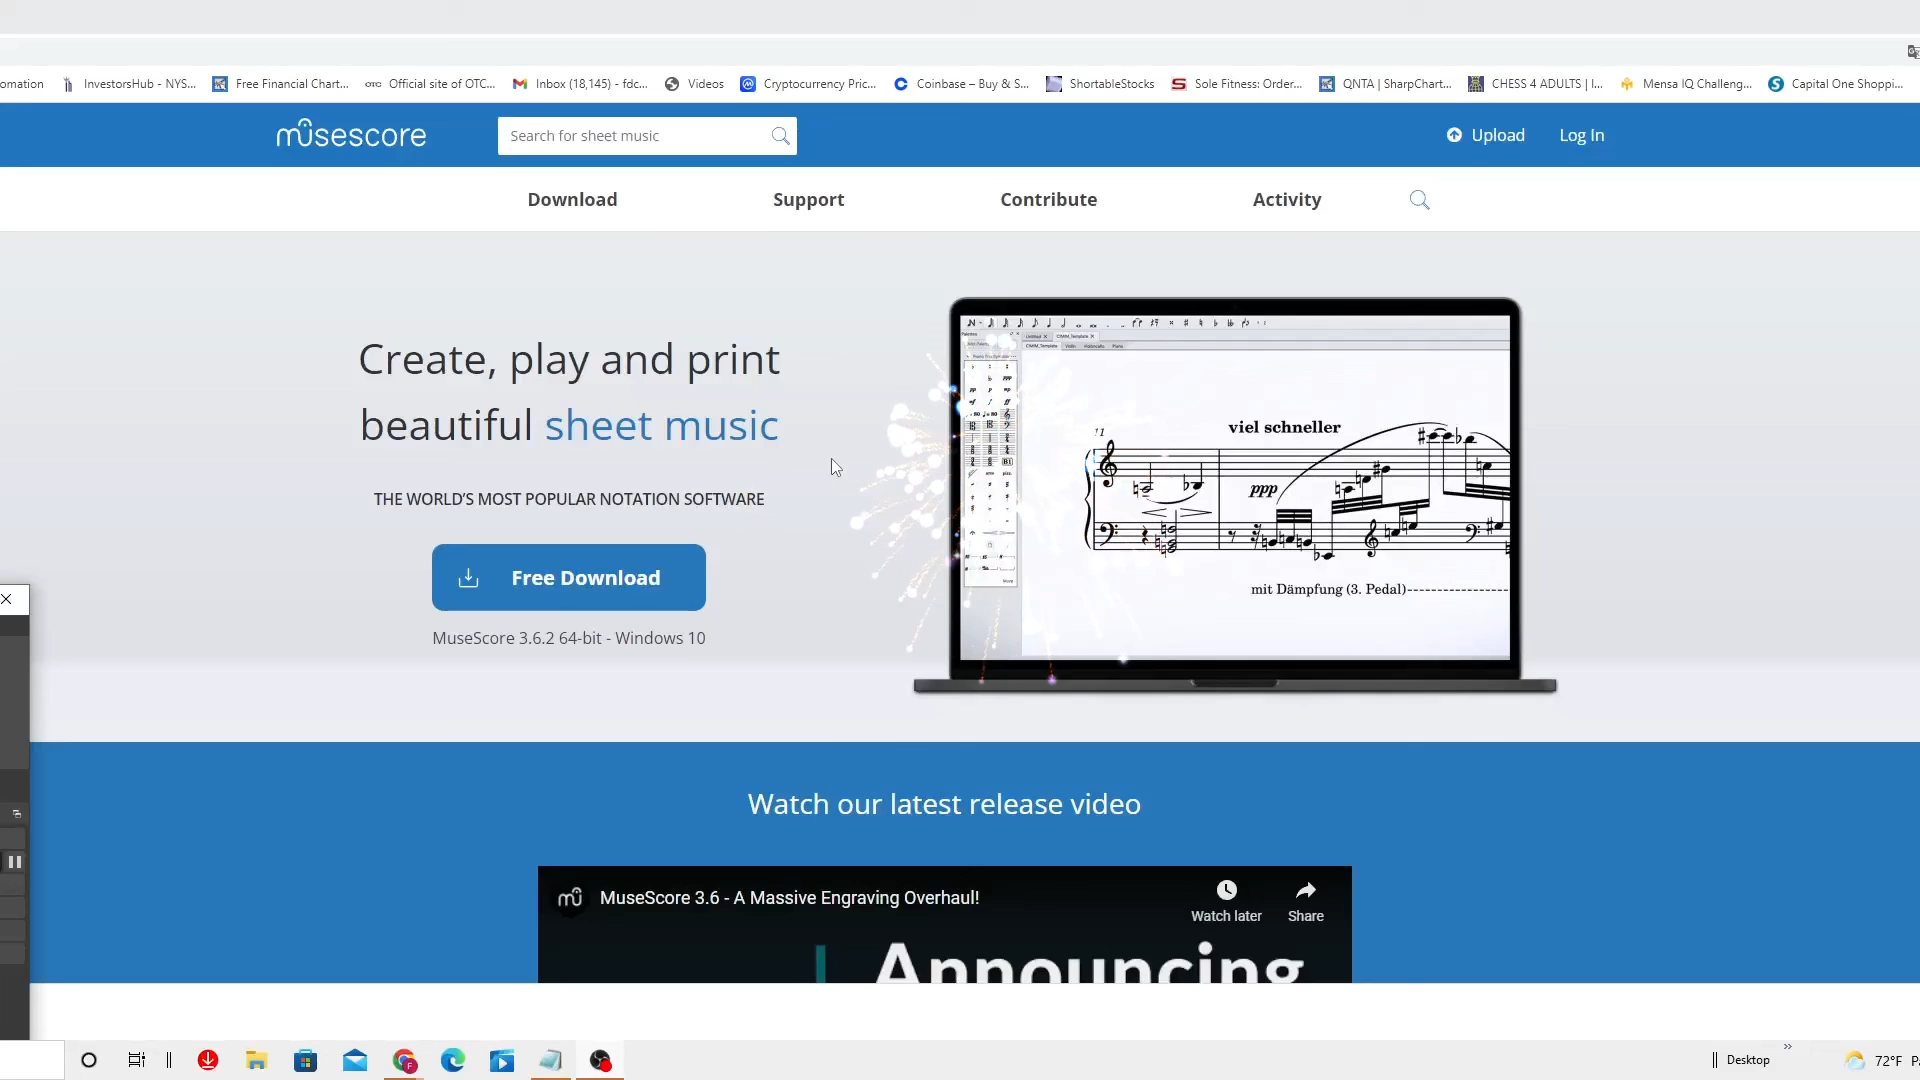 omation InvestorsHub - NYS... Free Financial Chart... OTC Official site of OTC... Inbox (18,145) - fdc... Videos Cryptocurrency Pric... Coinbase – Buy & S... ShortableStocks Sole Fitness: Order... QNTA | SharpChart... CHESS 4 ADULTS | I... Mensa IQ Challeng... Capital One Shoppi...
musescore Search for sheet music Upload Log In
Download Support Contribute Activity
Create, play and print
beautiful sheet music
THE WORLD'S MOST POPULAR NOTATION SOFTWARE
Free Download
MuseScore 3.6.2 64-bit - Windows 10
viel schneller
ppp
mit Dämpfung (3. Pedal)
Watch our latest release video
MuseScore 3.6 - A Massive Engraving Overhaul!
Watch later Share
Announcing
Desktop 72°F